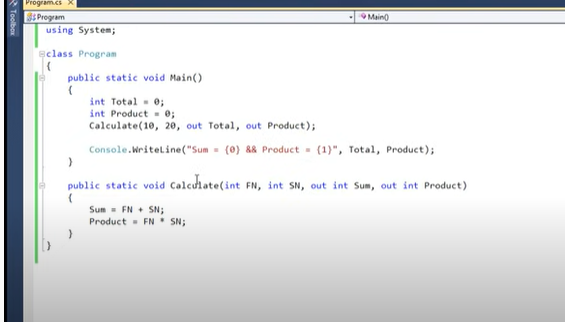 Program.cs X
Toolbox
Program
Main()
using System;
class Program
{
public static void Main()
{
int Total = 0;
int Product = 0;
Calculate(10, 20, out Total, out Product);
Console.WriteLine("Sum = {0} && Product = {1}", Total, Product);
}
public static void Calculate(int FN, int SN, out int Sum, out int Product)
{
Sum = FN + SN;
Product = FN * SN;
}
}